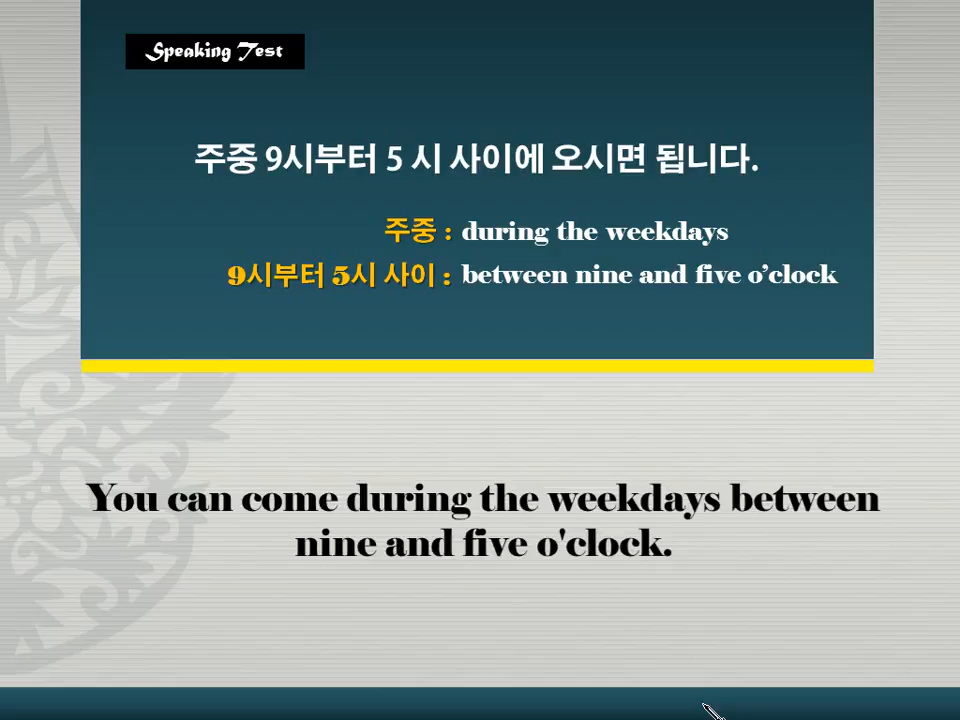 Speaking Test
주중 9시부터 5 시 사이에 오시면 됩니다.
주중 : during the weekdays
9시부터 5시 사이 : between nine and five o’clock
You can come during the weekdays between
nine and five o'clock.